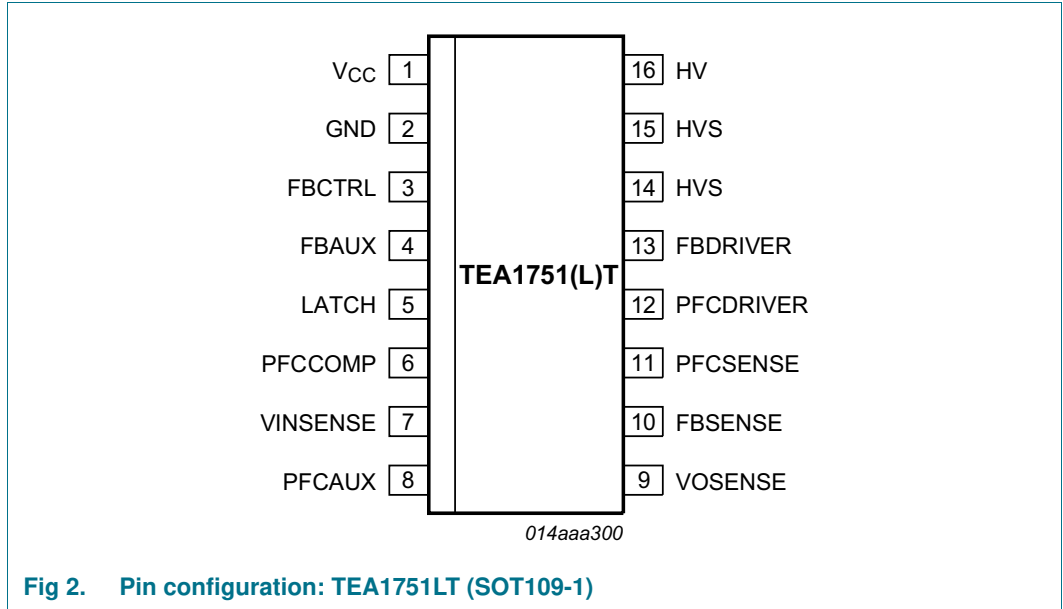 VCC 1 16 HV
GND 2 15 HVS
FBCTRL 3 14 HVS
FBAUX 4 13 FBDRIVER
TEA1751(L)T
LATCH 5 12 PFCDRIVER
PFCCOMP 6 11 PFCSENSE
VINSENSE 7 10 FBSENSE
PFCAUX 8 9 VOSENSE
014aaa300
Fig 2. Pin configuration: TEA1751LT (SOT109-1)